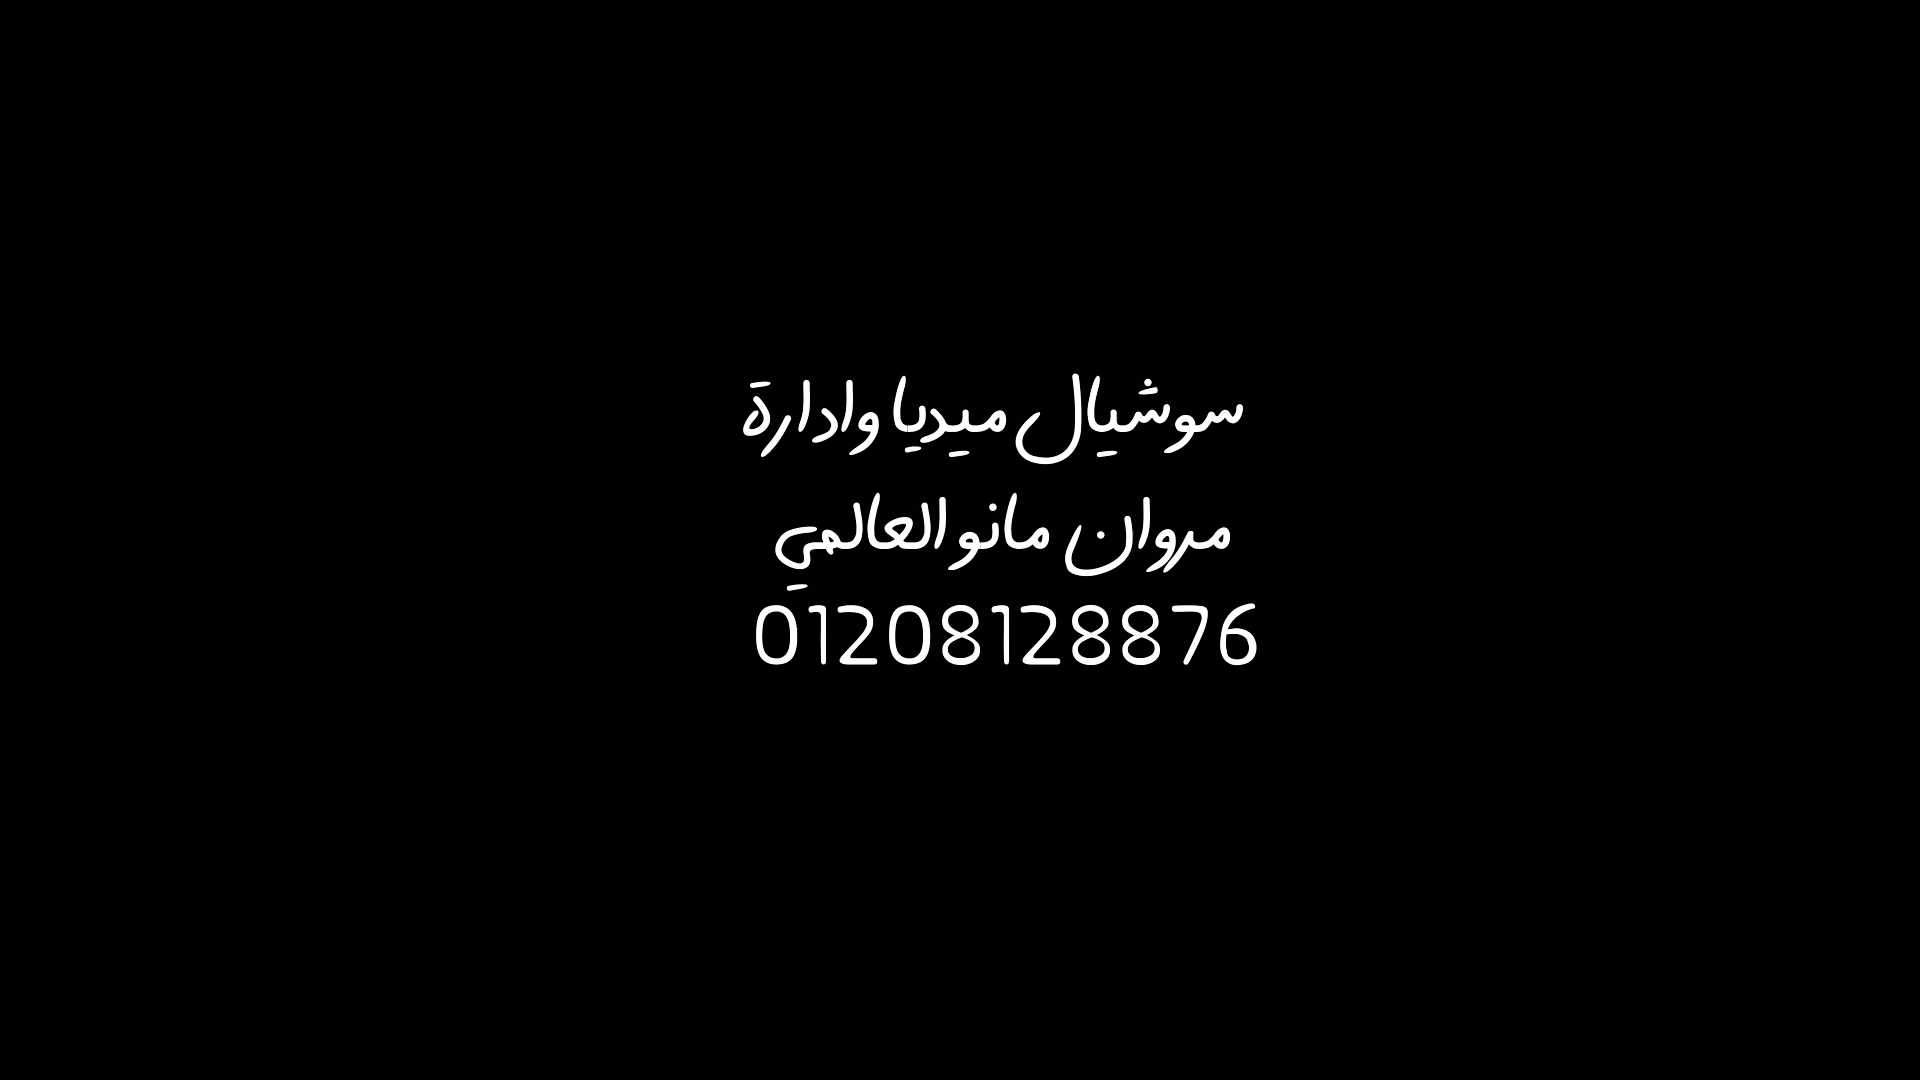 سوشيال ميديا وادارة
مروان مانو العالمي
01208128876